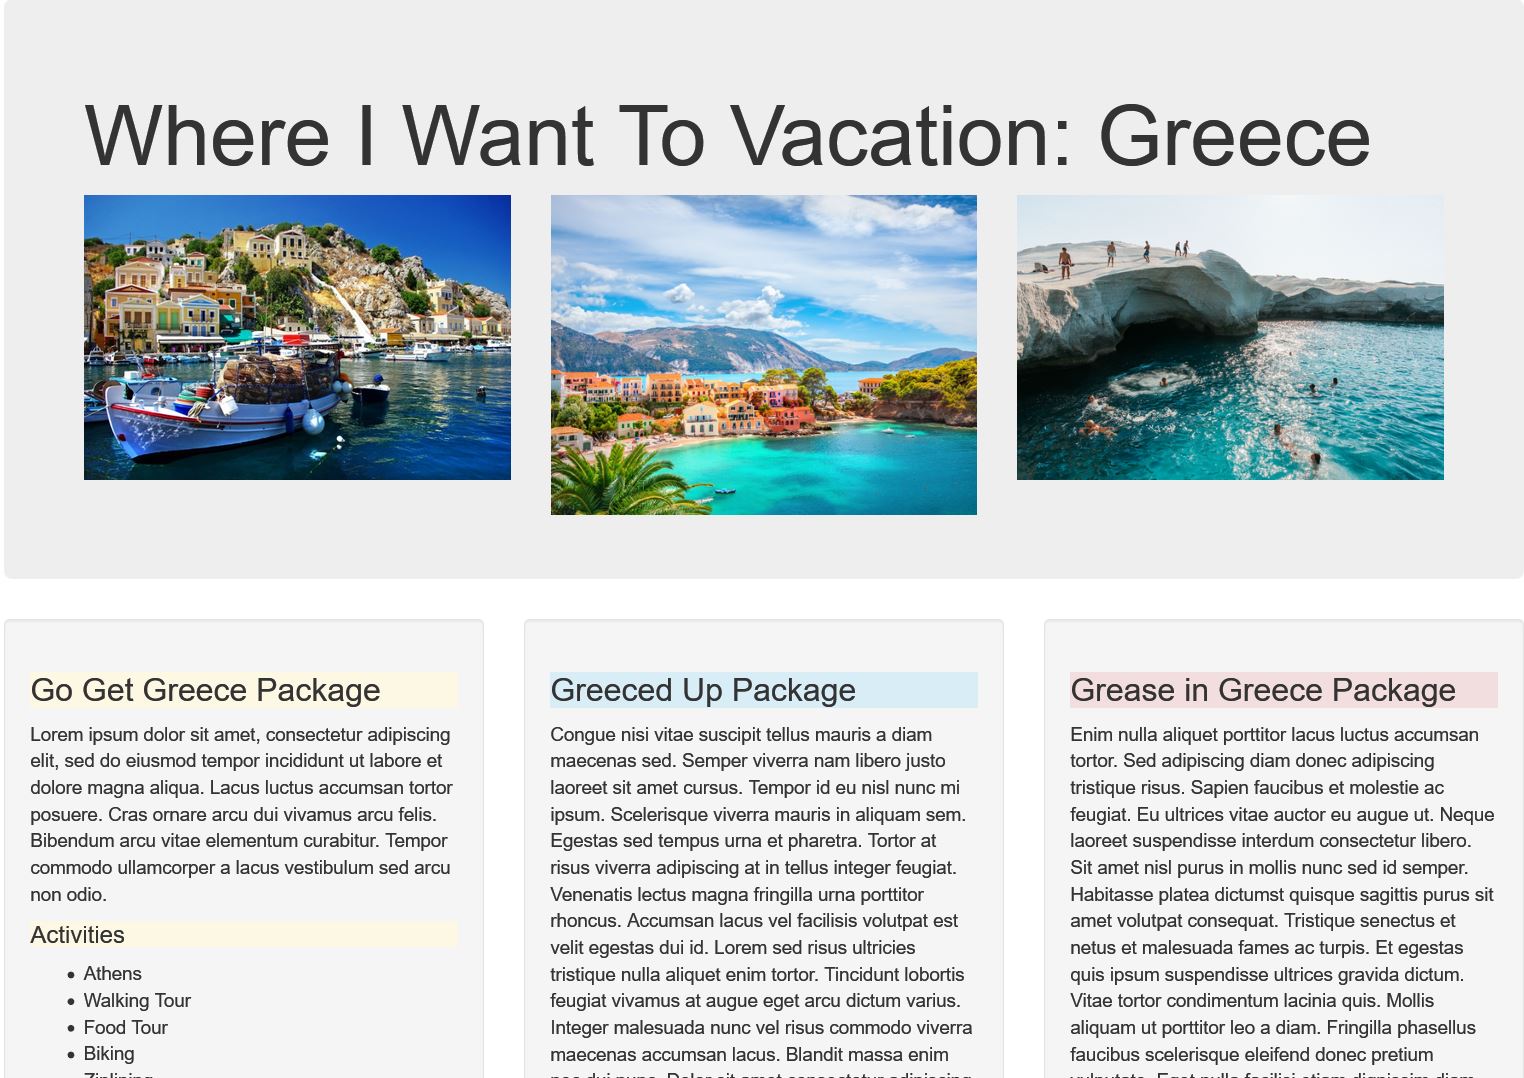 Where I Want To Vacation: Greece
Go Get Greece Package
Lorem ipsum dolor sit amet, consectetur adipiscing
elit, sed do eiusmod tempor incididunt ut labore et
dolore magna aliqua. Lacus luctus accumsan tortor
posuere. Cras ornare arcu dui vivamus arcu felis.
Bibendum arcu vitae elementum curabitur. Tempor
commodo ullamcorper a lacus vestibulum sed arcu
non odio.
Activities
• Athens
• Walking Tour
• Food Tour
• Biking
Greeced Up Package
Congue nisi vitae suscipit tellus mauris a diam
maecenas sed. Semper viverra nam libero justo
laoreet sit amet cursus. Tempor id eu nisl nunc mi
ipsum. Scelerisque viverra mauris in aliquam sem.
Egestas sed tempus urna et pharetra. Tortor at
risus viverra adipiscing at in tellus integer feugiat.
Venenatis lectus magna fringilla urna porttitor
rhoncus. Accumsan lacus vel facilisis volutpat est
velit egestas dui id. Lorem sed risus ultricies
tristique nulla aliquet enim tortor. Tincidunt lobortis
feugiat vivamus at augue eget arcu dictum varius.
Integer malesuada nunc vel risus commodo viverra
maecenas accumsan lacus. Blandit massa enim
Grease in Greece Package
Enim nulla aliquet porttitor lacus luctus accumsan
tortor. Sed adipiscing diam donec adipiscing
tristique risus. Sapien faucibus et molestie ac
feugiat. Eu ultrices vitae auctor eu augue ut. Neque
laoreet suspendisse interdum consectetur libero.
Sit amet nisl purus in mollis nunc sed id semper.
Habitasse platea dictumst quisque sagittis purus sit
amet volutpat consequat. Tristique senectus et
netus et malesuada fames ac turpis. Et egestas
quis ipsum suspendisse ultrices gravida dictum.
Vitae tortor condimentum lacinia quis. Mollis
aliquam ut porttitor leo a diam. Fringilla phasellus
faucibus scelerisque eleifend donec pretium